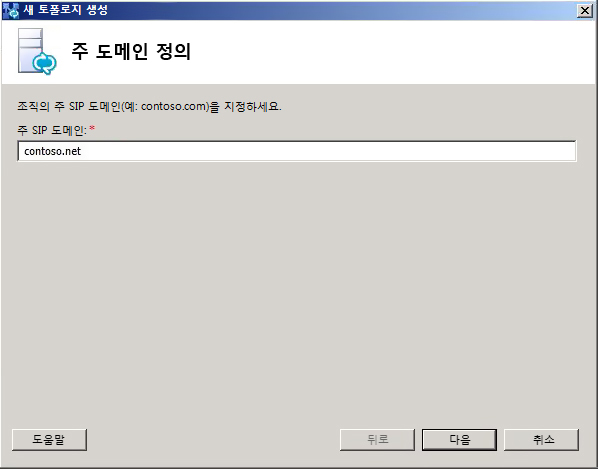 새 토폴로지 생성
주 도메인 정의
조직의 주 SIP 도메인(예: contoso.com)을 지정하세요.
주 SIP 도메인: *
contoso.net
도움말 뒤로 다음 취소